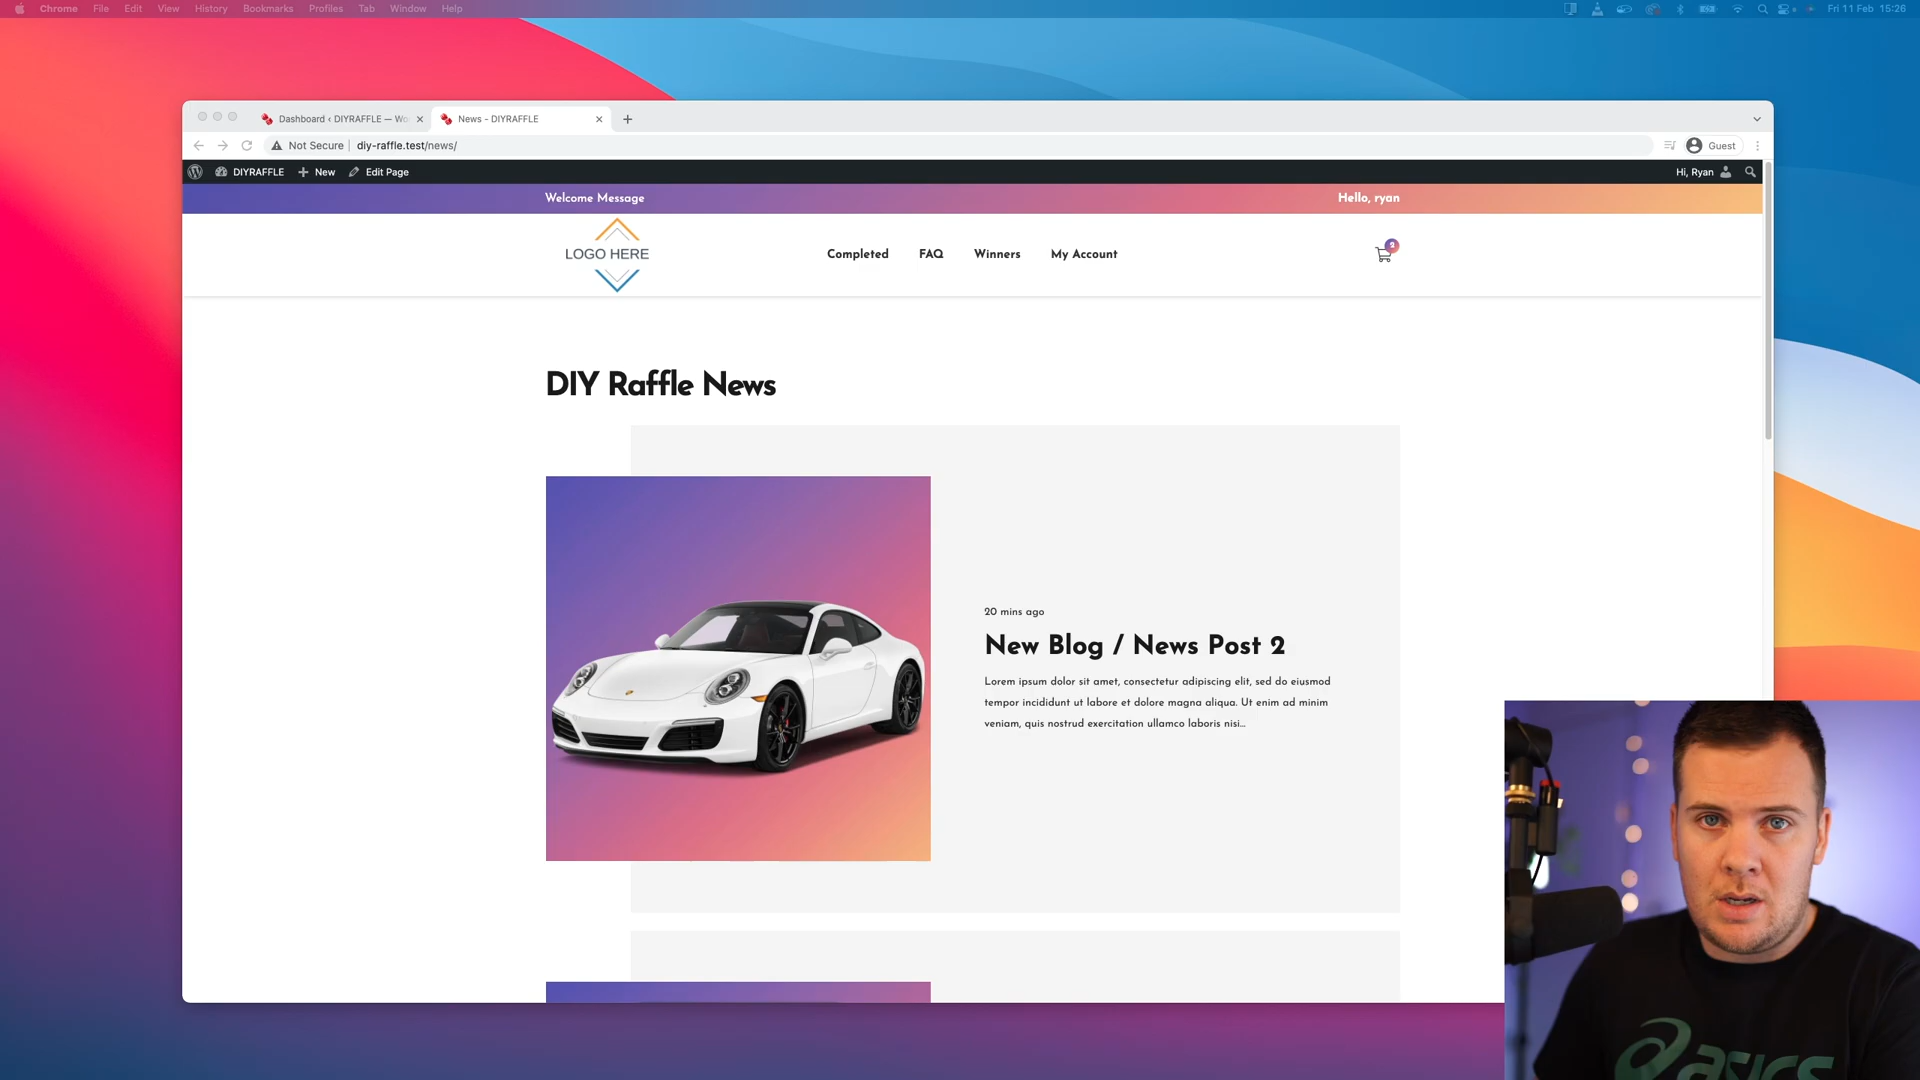 Chrome File Edit View History Bookmarks Profiles Tab Window Help
Fri 11 Feb 15:26
Dashboard ‹ DIYRAFFLE — Wo
News - DIYRAFFLE
Not Secure diy-raffle.test/news/
Guest
DIYRAFFLE New Edit Page
Hi, Ryan
Welcome Message
Hello, ryan
LOGO HERE
Completed FAQ Winners My Account
2
DIY Raffle News
20 mins ago
New Blog / News Post 2
Lorem ipsum dolor sit amet, consectetur adipiscing elit, sed do eiusmod
tempor incididunt ut labore et dolore magna aliqua. Ut enim ad minim
veniam, quis nostrud exercitation ullamco laboris nisi...
asics